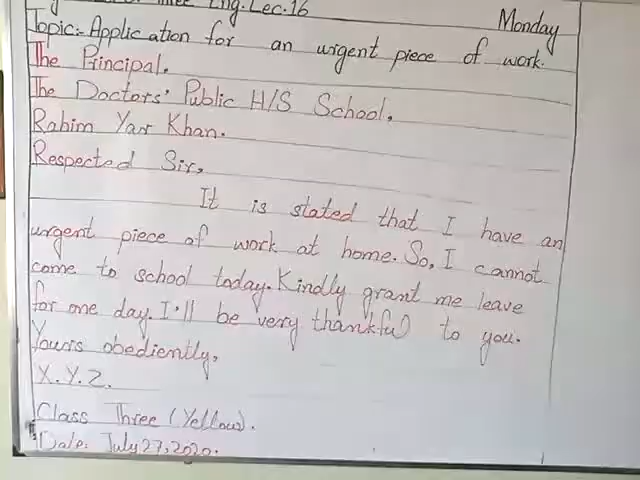 Three Eng.Lec.16
Monday
Topic:- Application for an urgent piece of work.
The Principal,
The Doctors' Public H/S School,
Rahim Yar Khan.
Respected Sir,
It is stated that I have an
urgent piece of work at home. So, I cannot
come to school today. Kindly grant me leave
for one day. I'll be very thankful to you.
Yours obediently,
X.Y.Z.
Class Three (Yellow).
Date: July 27, 2020.